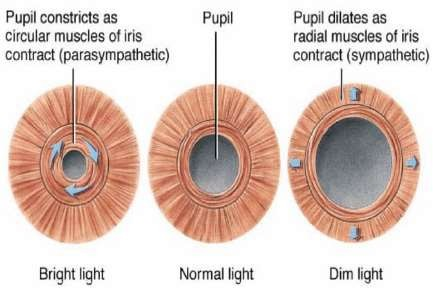 Pupil constricts as
circular muscles of iris
contract (parasympathetic)
Pupil
Pupil dilates as
radial muscles of iris
contract (sympathetic)
Bright light
Normal light
Dim light